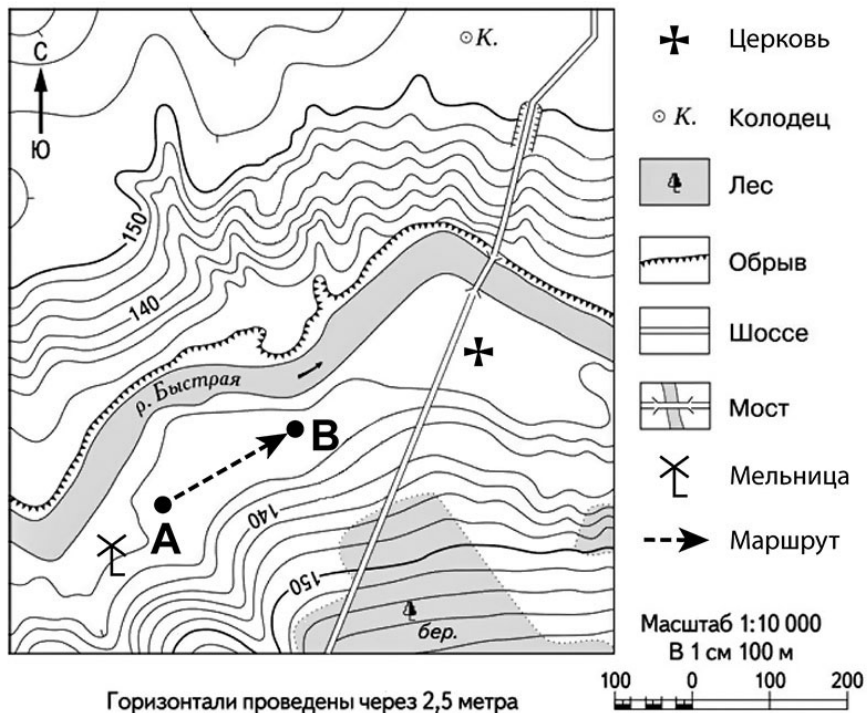 С
Ю
К.
150
140
р. Быстрая
В
А
140
150
бер.
Церковь
К. Колодец
Лес
Обрыв
Шоссе
Мост
Мельница
Маршрут
Масштаб 1:10 000
В 1 см 100 м
100 0 100 200
Горизонтали проведены через 2,5 метра